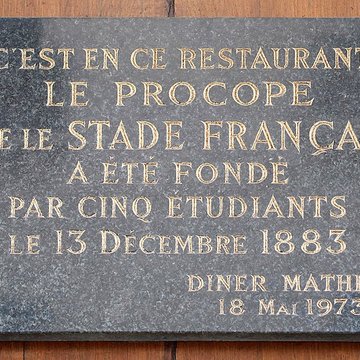 C'EST EN CE RESTAURANT
LE PROCOPE
LE STADE FRANÇA
A ÉTÉ FONDÉ
PAR CINQ ÉTUDIANTS
LE 13 DÉCEMBRE 1883
DINER
18 MAI 1973